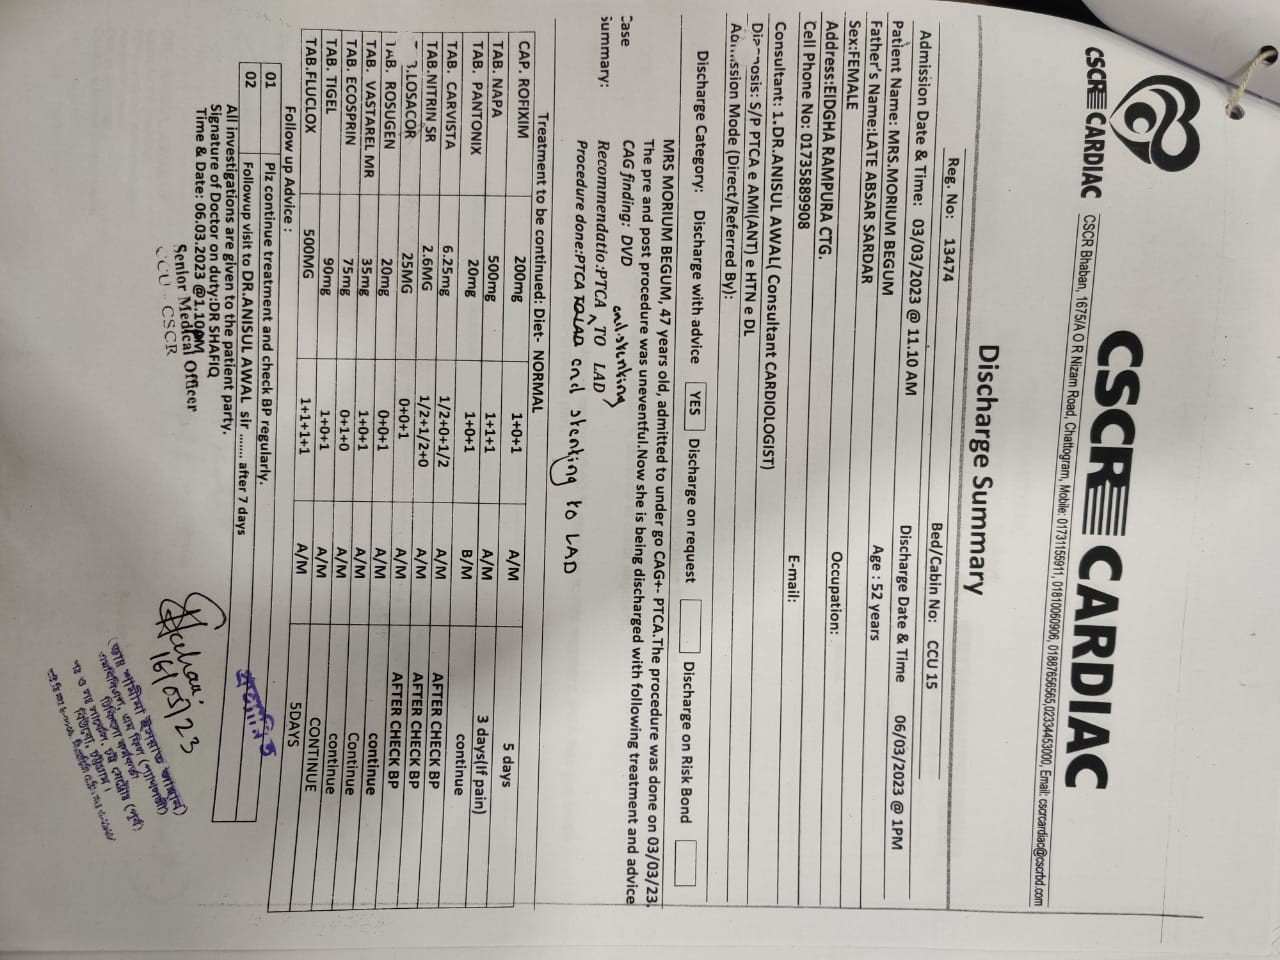 CSCR CARDIAC
CSCR CARDIAC
CSCR Bhaban, 1675/A O R Nizam Road, Chattogram, Mobile: 01731155911, 01810060906, 01887656565,02334453000, Email: cscrcardiac@cscrbd.com
Discharge Summary
Reg. No: 13474 Bed/Cabin No: CCU 15
Admission Date & Time: 03/03/2023 @ 11.10 AM Discharge Date & Time 06/03/2023 @ 1PM
Patient Name: MRS.MORIUM BEGUM Age : 52 years
Father's Name:LATE ABSAR SARDAR
Sex:FEMALE Occupation:
Address:EIDGHA RAMPURA CTG.
Cell Phone No: 01735889908 E-mail:
Consultant: 1.DR.ANISUL AWAL( Consultant CARDIOLOGIST)
Diagnosis: S/P PTCA e AMI(ANT) e HTN e DL
Admission Mode (Direct/Referred By):
Discharge Category: Discharge with advice YES Discharge on request Discharge on Risk Bond
Case Summary: MRS MORIUM BEGUM, 47 years old, admitted to under go CAG+- PTCA.The procedure was done on 03/03/23.
The pre and post procedure was uneventful.Now she is being discharged with following treatment and advice
CAG finding: DVD
and stenting
Recommendatio:PTCA TO LAD
Procedure done:PTCA TO LAD and stenting to LAD
Treatment to be continued: Diet- NORMAL
CAP. ROFIXIM 200mg 1+0+1 A/M 5 days
TAB. NAPA 500mg 1+1+1 A/M 3 days(If pain)
TAB. PANTONIX 20mg 1+0+1 B/M continue
TAB. CARVISTA 6.25mg 1/2+0+1/2 A/M AFTER CHECK BP
TAB.NITRIN SR 2.6MG 1/2+1/2+0 A/M AFTER CHECK BP
.LOSACOR 25MG 0+0+1 A/M AFTER CHECK BP
TAB. ROSUGEN 20mg 0+0+1 A/M continue
TAB. VASTAREL MR 35mg 1+0+1 A/M Continue
TAB. ECOSPRIN 75mg 0+1+0 A/M continue
TAB. TIGEL 90mg 1+0+1 A/M CONTINUE
TAB.FLUCLOX 500MG 1+1+1+1 A/M 5DAYS
Follow up Advice :
01 Plz continue treatment and check BP regularly.
02 Followup visit to DR.ANISUL AWAL sir ........ after 7 days
All investigations are given to the patient party.
Signature of Doctor on duty:DR SHAFIQ
Time & Date: 06.03.2023 @1.10PM
Senior Medical Officer
CCU - CSCR
16/05/23